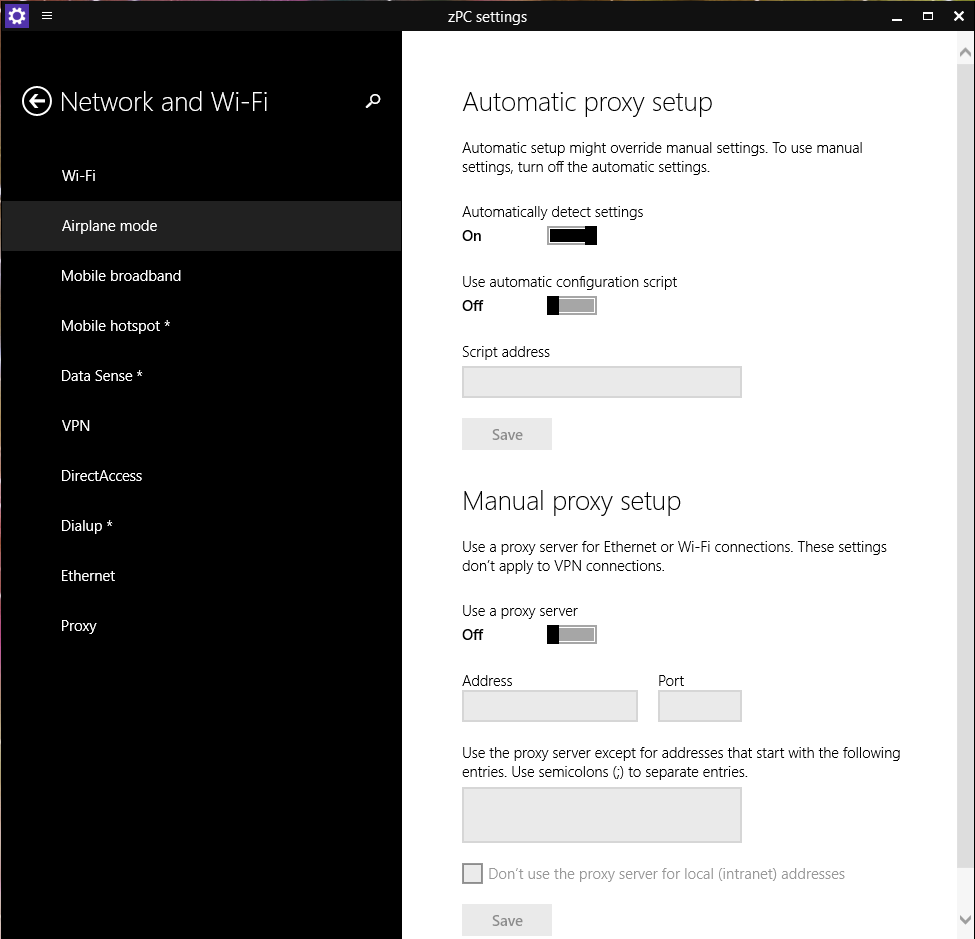 zPC settings
Network and Wi-Fi
Wi-Fi
Airplane mode
Mobile broadband
Mobile hotspot *
Data Sense *
VPN
DirectAccess
Dialup *
Ethernet
Proxy
Automatic proxy setup
Automatic setup might override manual settings. To use manual
settings, turn off the automatic settings.
Automatically detect settings
On
Use automatic configuration script
Off
Script address
Save
Manual proxy setup
Use a proxy server for Ethernet or Wi-Fi connections. These settings
don't apply to VPN connections.
Use a proxy server
Off
Address Port
Use the proxy server except for addresses that start with the following
entries. Use semicolons (;) to separate entries.
Don't use the proxy server for local (intranet) addresses
Save